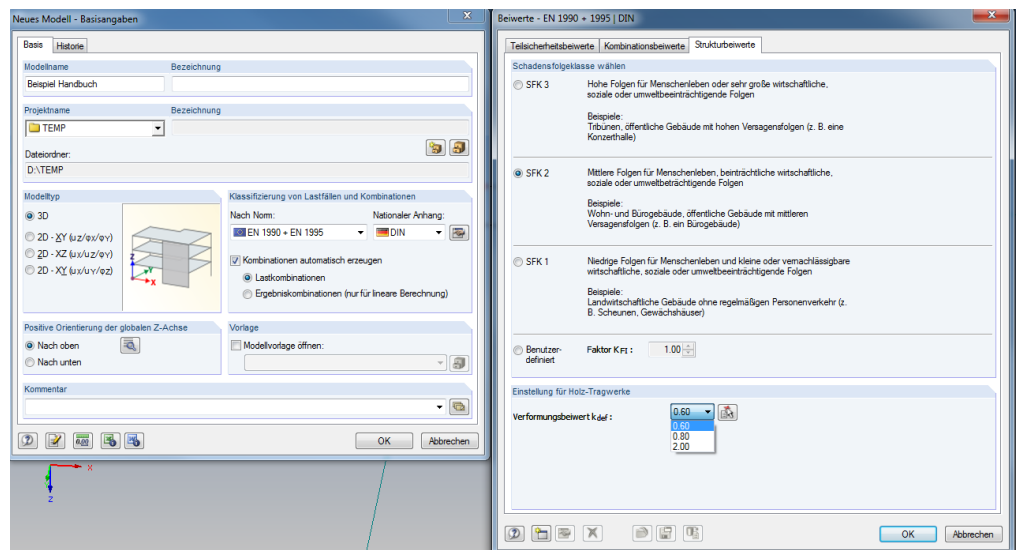 Neues Modell - Basisangaben
Basis Historie
Modellname Bezeichnung
Beispiel Handbuch
Projektname Bezeichnung
TEMP
Dateiordner:
D:\TEMP
Modelltyp
3D
2D - XY (uz/φx/φY)
2D - XZ (ux/uz/φY)
2D - XY (ux/uY/φz)
Z
Y
X
Klassifizierung von Lastfällen und Kombinationen
Nach Norm: Nationaler Anhang:
EN 1990 + EN 1995 DIN
Kombinationen automatisch erzeugen
Lastkombinationen
Ergebniskombinationen (nur für lineare Berechnung)
Positive Orientierung der globalen Z-Achse
Nach oben
Nach unten
Vorlage
Modellvorlage öffnen:
Kommentar
0.00
OK Abbrechen
X
Z
Beiwerte - EN 1990 + 1995 | DIN
Teilsicherheitsbeiwerte Kombinationsbeiwerte Strukturbeiwerte
Schadensfolgeklasse wählen
SFK 3 Hohe Folgen für Menschenleben oder sehr große wirtschaftliche,
soziale oder umweltbeeinträchtigende Folgen
Beispiele:
Tribünen, öffentliche Gebäude mit hohen Versagensfolgen (z. B. eine
Konzerthalle)
SFK 2 Mittlere Folgen für Menschenleben, beinträchtliche wirtschaftliche,
soziale oder umweltbeträchtigende Folgen
Beispiele:
Wohn- und Bürogebäude, öffentliche Gebäude mit mittleren
Versagensfolgen (z. B. ein Bürogebäude)
SFK 1 Niedrige Folgen für Menschenleben und kleine oder vernachlässigbare
wirtschaftliche, soziale oder umweltbeeinträchtigende Folgen
Beispiele:
Landwirtschaftliche Gebäude ohne regelmäßigen Personenverkehr (z.
B. Scheunen, Gewächshäuser)
Benutzer-
definiert
Faktor KFI : 1.00
Einstellung für Holz-Tragwerke
Verformungsbeiwert kdef : 0.60
0.60
0.80
2.00
OK Abbrechen